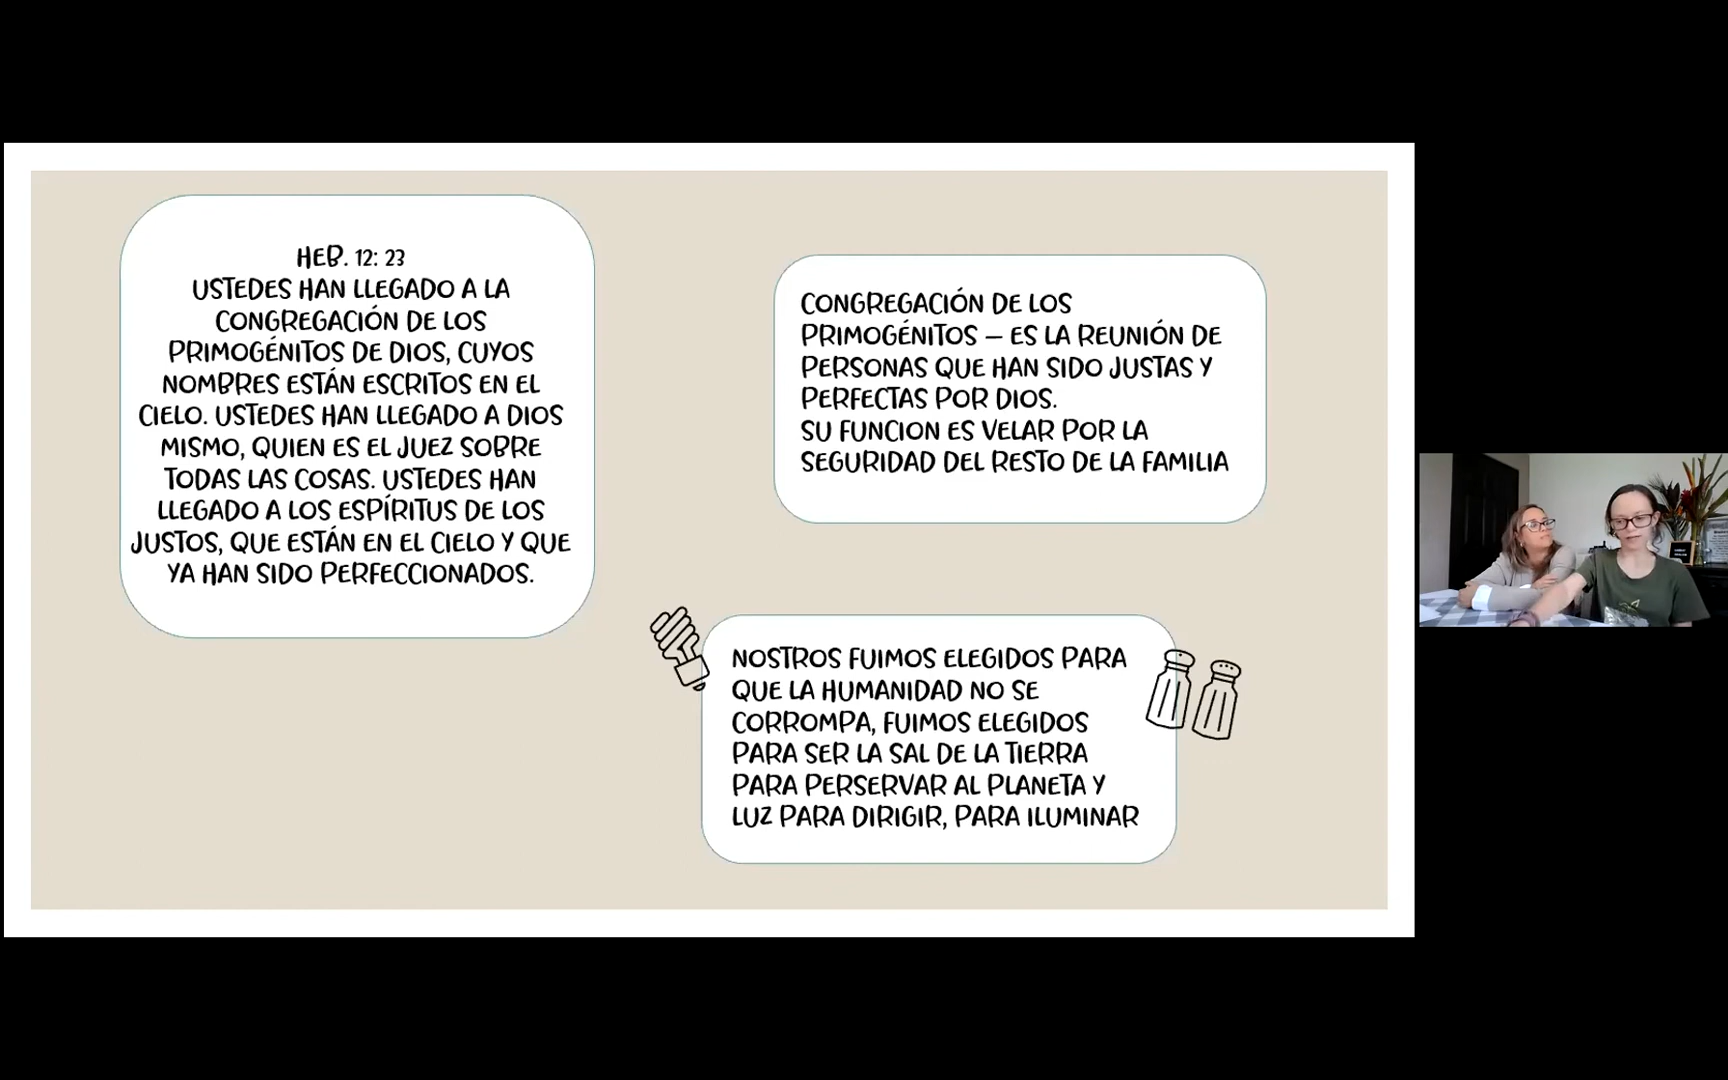 HEB. 12: 23
USTEDES HAN LLEGADO A LA
CONGREGACIÓN DE LOS
PRIMOGÉNITOS DE DIOS, CUYOS
NOMBRES ESTÁN ESCRITOS EN EL
CIELO. USTEDES HAN LLEGADO A DIOS
MISMO, QUIEN ES EL JUEZ SOBRE
TODAS LAS COSAS. USTEDES HAN
LLEGADO A LOS ESPÍRITUS DE LOS
JUSTOS, QUE ESTÁN EN EL CIELO Y QUE
YA HAN SIDO PERFECCIONADOS.
CONGREGACIÓN DE LOS
PRIMOGÉNITOS – ES LA REUNIÓN DE
PERSONAS QUE HAN SIDO JUSTAS Y
PERFECTAS POR DIOS.
SU FUNCION ES VELAR POR LA
SEGURIDAD DEL RESTO DE LA FAMILIA
NOSTROS FUIMOS ELEGIDOS PARA
QUE LA HUMANIDAD NO SE
CORROMPA, FUIMOS ELEGIDOS
PARA SER LA SAL DE LA TIERRA
PARA PERSERVAR AL PLANETA Y
LUZ PARA DIRIGIR, PARA ILUMINAR